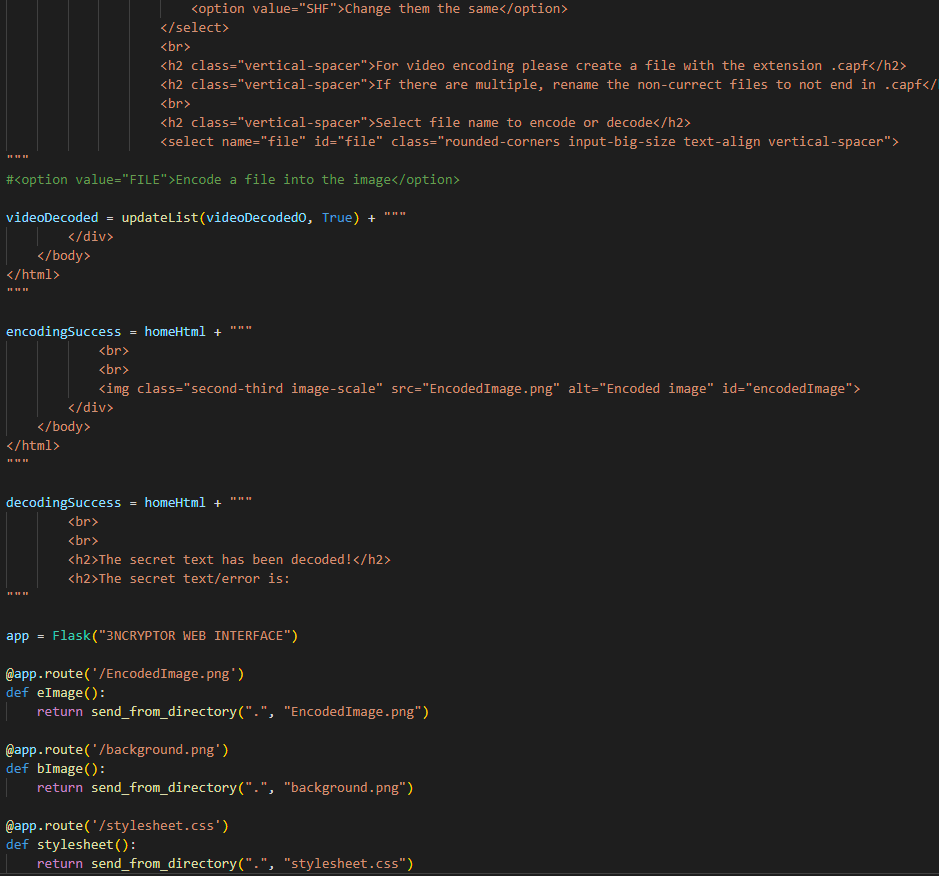 <option value="SHF">Change them the same</option>
</select>
<br>
<h2 class="vertical-spacer">For video encoding please create a file with the extension .capf</h2>
<h2 class="vertical-spacer">If there are multiple, rename the non-currect files to not end in .capf</
<br>
<h2 class="vertical-spacer">Select file name to encode or decode</h2>
<select name="file" id="file" class="rounded-corners input-big-size text-align vertical-spacer">
"""
#<option value="FILE">Encode a file into the image</option>
videoDecoded = updateList(videoDecodedO, True) + """
</div>
</body>
</html>
"""
encodingSuccess = homeHtml + """
<br>
<br>
<img class="second-third image-scale" src="EncodedImage.png" alt="Encoded image" id="encodedImage">
</div>
</body>
</html>
"""
decodingSuccess = homeHtml + """
<br>
<br>
<h2>The secret text has been decoded!</h2>
<h2>The secret text/error is:
"""
app = Flask("3NCRYPTOR WEB INTERFACE")
@app.route('/EncodedImage.png')
def eImage():
return send_from_directory(".", "EncodedImage.png")
@app.route('/background.png')
def bImage():
return send_from_directory(".", "background.png")
@app.route('/stylesheet.css')
def stylesheet():
return send_from_directory(".", "stylesheet.css")